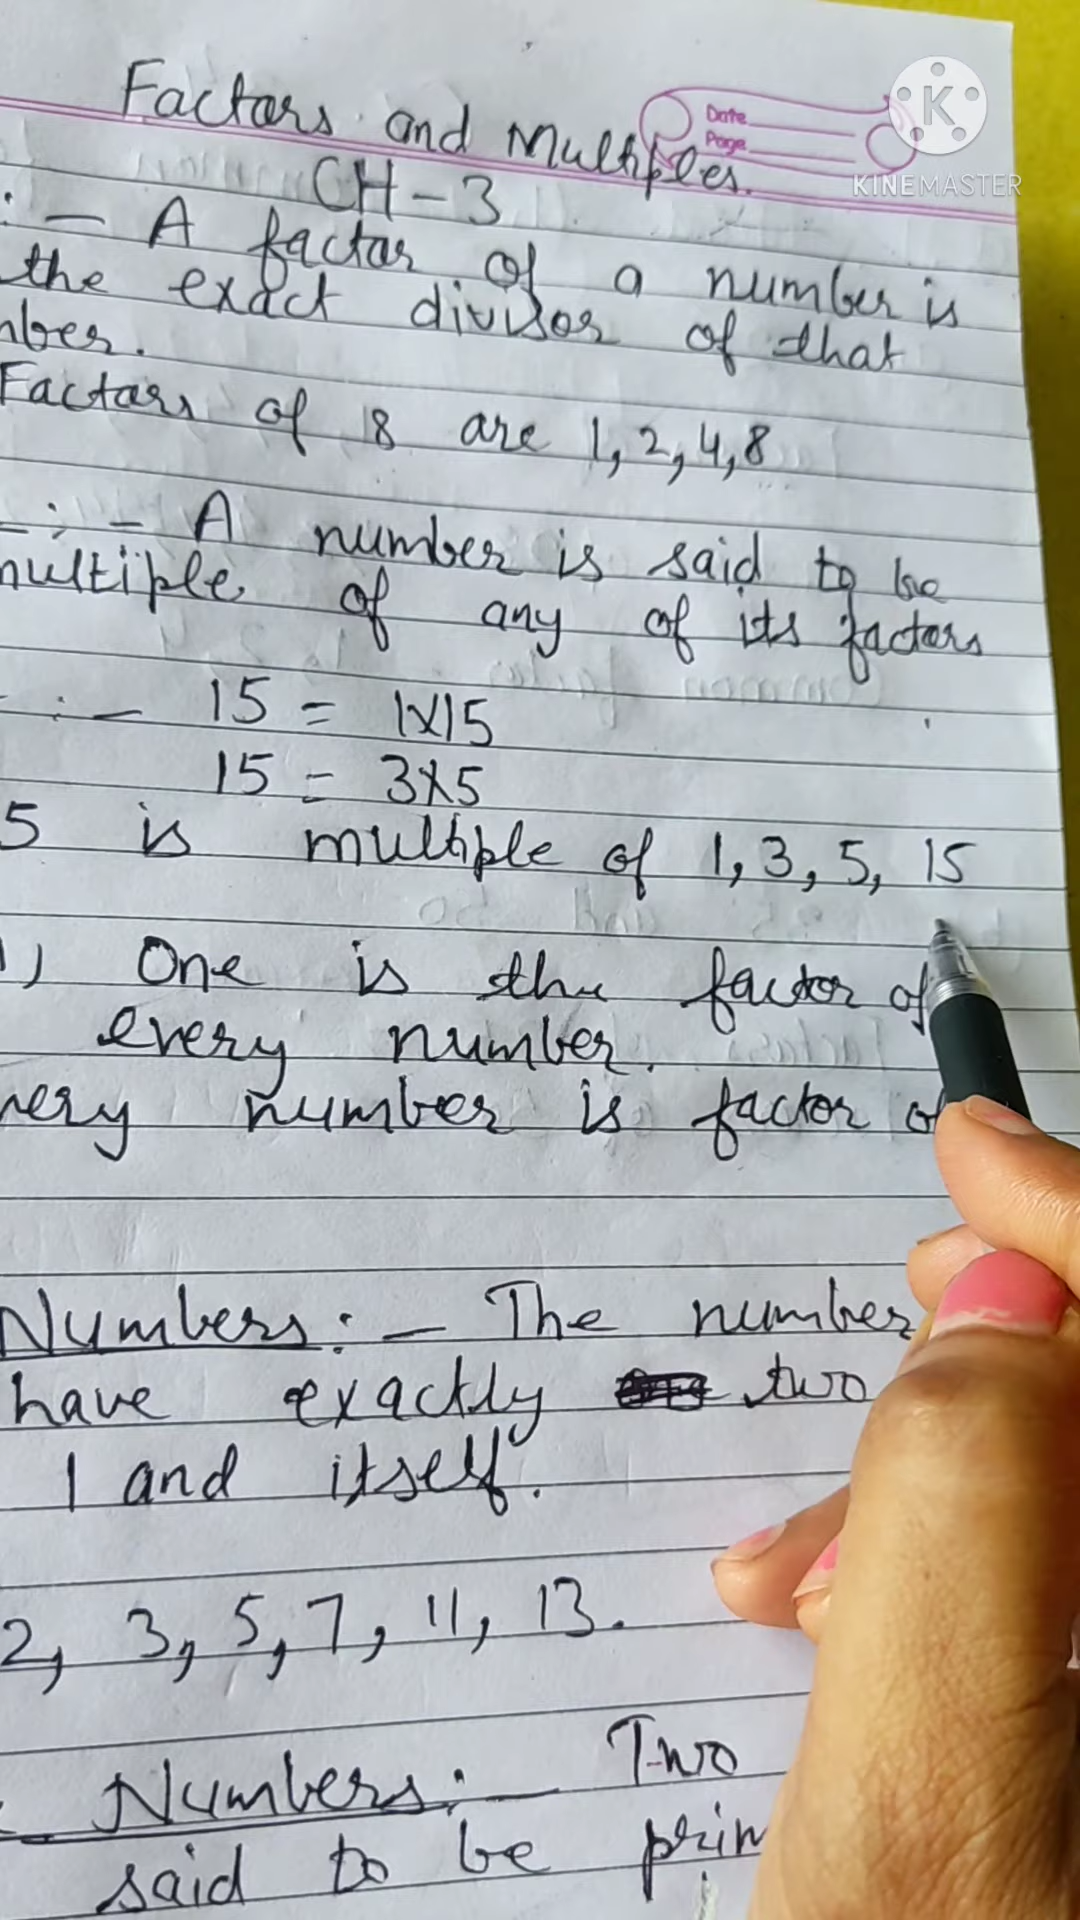 Factors and Multiples.
Date
Page
K
KINEMASTER
CH-3
:- A factor of a number is
the exact divisor of that
mber.
Factors of 8 are 1, 2, 4, 8
-:- A number is said to be
multiple of any of its factors
:- 15 = 1x15
15 = 3x5
5 is multiple of 1, 3, 5, 15
1) One is the factor of
every number.
very number is factor of
Numbers:- The number
have exactly two
1 and itself.
2, 3, 5, 7, 11, 13.
Numbers:- Two
said to be prim